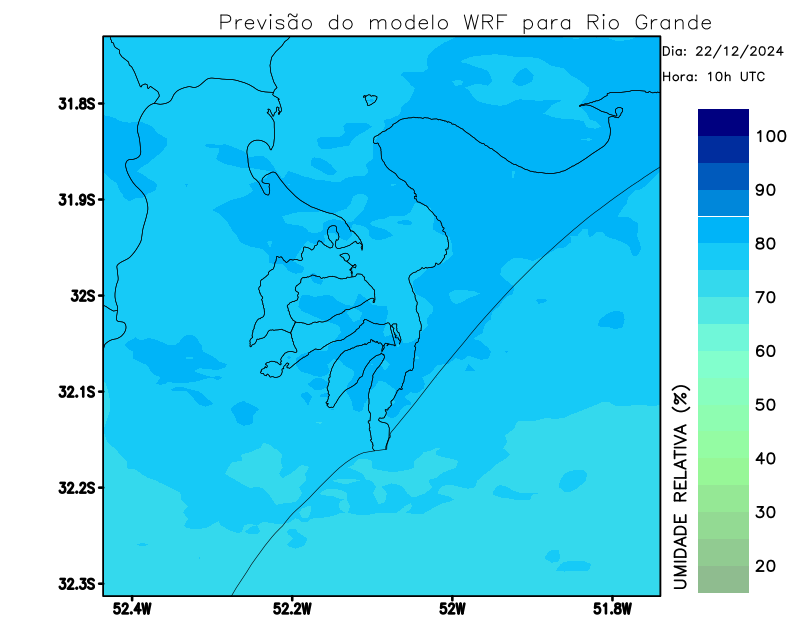 Previsão do modelo WRF para Rio Grande
Dia: 22/12/2024
Hora: 10h UTC
31.8S
31.9S
32S
32.1S
32.2S
32.3S
52.4W
52.2W
52W
51.8W
UMIDADE RELATIVA (%)
100
90
80
70
60
50
40
30
20